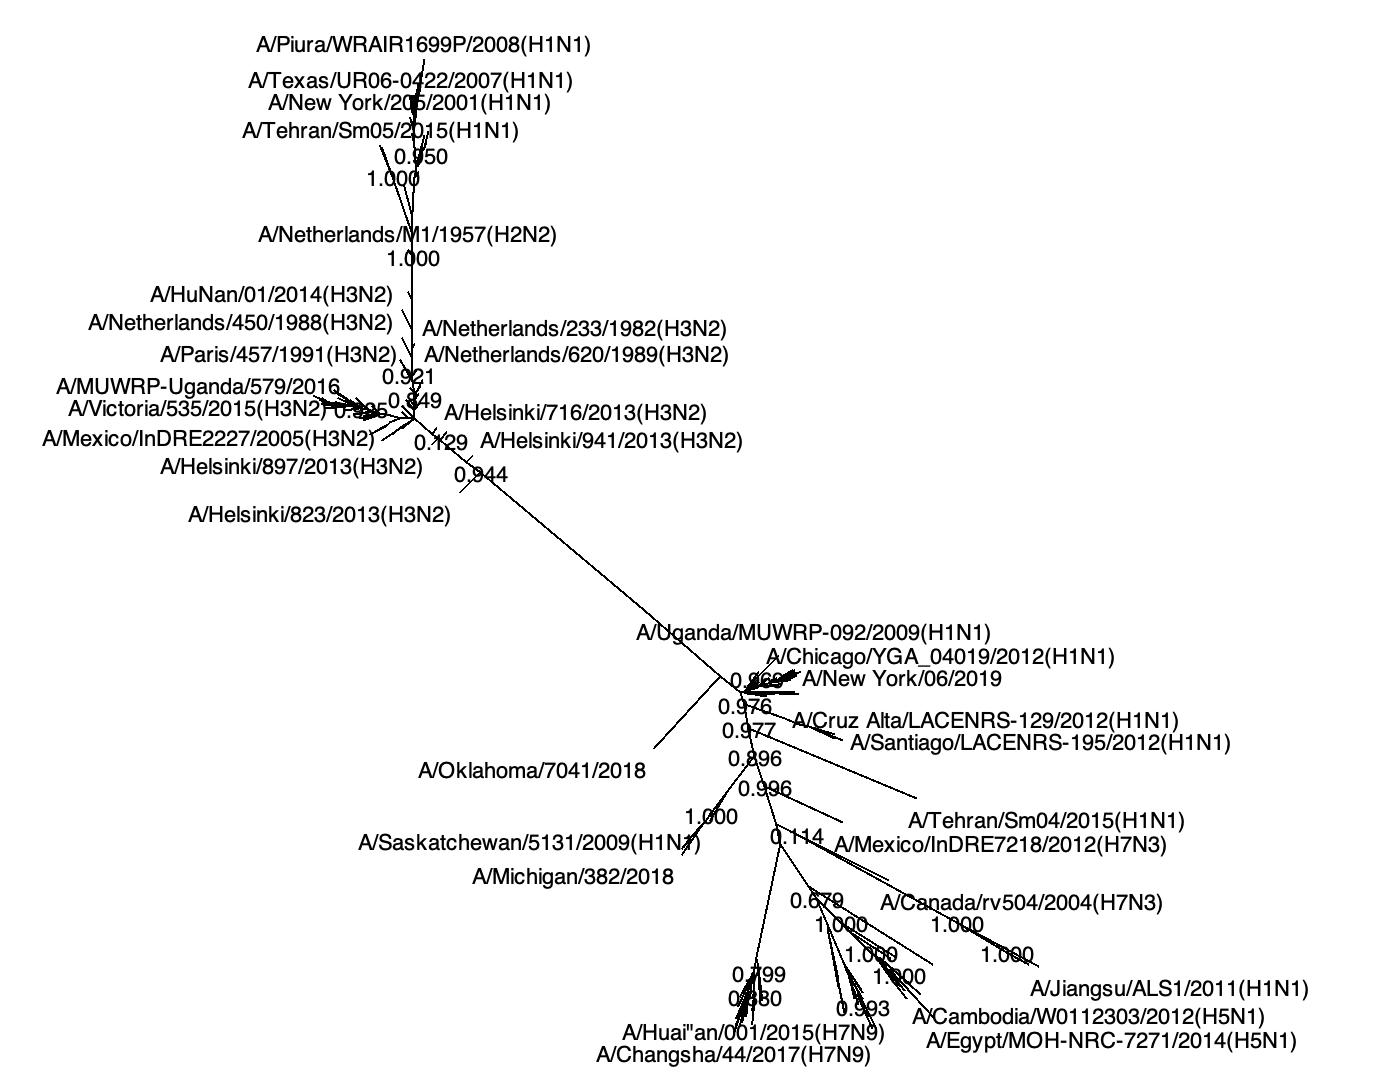 A/Piura/WRAIR1699P/2008(H1N1)
A/Texas/UR06-0422/2007(H1N1)
A/New York/205/2001(H1N1)
A/Tehran/Sm05/2015(H1N1)
0.950
1.000
A/Netherlands/M1/1957(H2N2)
1.000
A/HuNan/01/2014(H3N2)
A/Netherlands/450/1988(H3N2)
A/Netherlands/233/1982(H3N2)
A/Paris/457/1991(H3N2)
A/Netherlands/620/1989(H3N2)
0.921
A/MUWRP-Uganda/579/2016
0.849
A/Victoria/535/2015(H3N2)
A/Helsinki/716/2013(H3N2)
A/Mexico/InDRE2227/2005(H3N2)
0.129
A/Helsinki/941/2013(H3N2)
A/Helsinki/897/2013(H3N2)
0.944
A/Helsinki/823/2013(H3N2)
A/Uganda/MUWRP-092/2009(H1N1)
A/Chicago/YGA_04019/2012(H1N1)
A/New York/06/2019
0.976
A/Cruz Alta/LACENRS-129/2012(H1N1)
0.977
A/Santiago/LACENRS-195/2012(H1N1)
0.896
A/Oklahoma/7041/2018
0.996
1.000
A/Tehran/Sm04/2015(H1N1)
0.114
A/Saskatchewan/5131/2009(H1N1)
A/Mexico/InDRE7218/2012(H7N3)
A/Michigan/382/2018
0.679
A/Canada/rv504/2004(H7N3)
1.000
1.000
1.000
1.000
1.000
0.799
A/Jiangsu/ALS1/2011(H1N1)
0.993
A/Cambodia/W0112303/2012(H5N1)
A/Huai"an/001/2015(H7N9)
A/Egypt/MOH-NRC-7271/2014(H5N1)
A/Changsha/44/2017(H7N9)